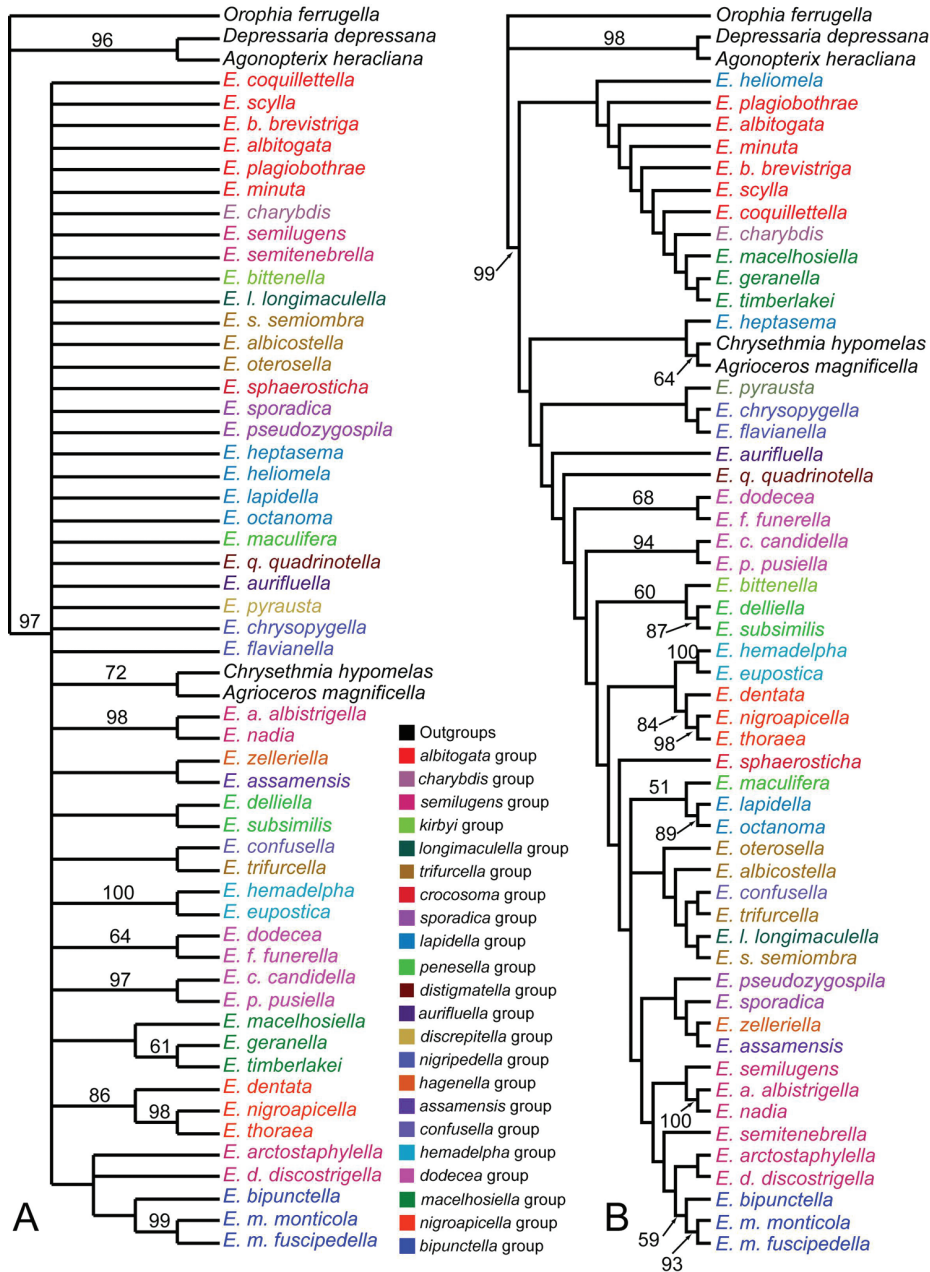 Orophia ferrugella
96
Depressaria depressana
Agonopterix heracliana
E. coquillettella
E. scylla
E. b. brevistriga
E. albitogata
E. plagiobothrae
E. minuta
E. charybdis
E. semilugens
E. semitenebrella
E. bittenella
E. l. longimaculella
E. s. semiombra
E. albicostella
E. oterosella
E. sphaerosticha
E. sporadica
E. pseudozygospila
E. heptasema
E. heliomela
E. lapidella
E. octanoma
E. maculifera
E. q. quadrinotella
E. aurifluella
E. pyrausta
97
E. chrysopygella
E. flavianella
72
Chrysethmia hypomelas
Agrioceros magnificella
98
E. a. albistrigella
E. nadia
E. zelleriella
E. assamensis
E. delliella
E. subsimilis
E. confusella
E. trifurcella
100
E. hemadelpha
E. eupostica
64
E. dodecea
E. f. funerella
97
E. c. candidella
E. p. pusiella
E. macelhosiella
61
E. geranella
E. timberlakei
86
E. dentata
98
E. nigroapicella
E. thoraea
E. arctostaphylella
E. d. discostrigella
E. bipunctella
99
E. m. monticola
E. m. fuscipedella
A
Outgroups
albitogata group
charybdis group
semilugens group
kirbyi group
longimaculella group
trifurcella group
crocosoma group
sporadica group
lapidella group
penesella group
distigmatella group
aurifluella group
discrepitella group
nigripedella group
hagenella group
assamensis group
confusella group
hemadelpha group
dodecea group
macelhosiella group
nigroapicella group
bipunctella group
Orophia ferrugella
98
Depressaria depressana
Agonopterix heracliana
E. heliomela
E. plagiobothrae
E. albitogata
E. minuta
E. b. brevistriga
E. scylla
E. coquillettella
E. charybdis
99
E. macelhosiella
E. geranella
E. timberlakei
E. heptasema
Chrysethmia hypomelas
64
Agrioceros magnificella
E. pyrausta
E. chrysopygella
E. flavianella
E. aurifluella
E. q. quadrinotella
68
E. dodecea
E. f. funerella
94
E. c. candidella
E. p. pusiella
60
E. bittenella
E. delliella
87
E. subsimilis
100
E. hemadelpha
E. eupostica
E. dentata
84
E. nigroapicella
98
E. thoraea
E. sphaerosticha
51
E. maculifera
E. lapidella
89
E. octanoma
E. oterosella
E. albicostella
E. confusella
E. trifurcella
E. l. longimaculella
E. s. semiombra
E. pseudozygospila
E. sporadica
E. zelleriella
E. assamensis
E. semilugens
E. a. albistrigella
100
E. nadia
E. semitenebrella
E. arctostaphylella
E. d. discostrigella
E. bipunctella
59
E. m. monticola
93
E. m. fuscipedella
B